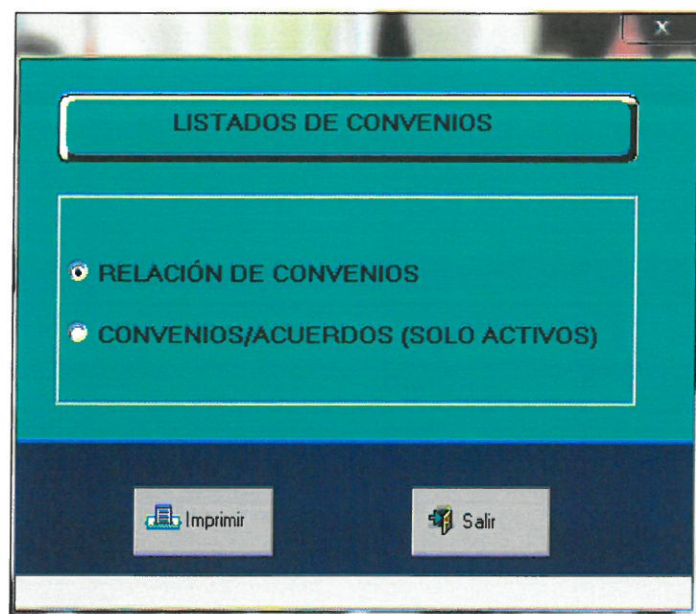 x
LISTADOS DE CONVENIOS
RELACIÓN DE CONVENIOS
CONVENIOS/ACUERDOS (SOLO ACTIVOS)
Imprimir
Salir